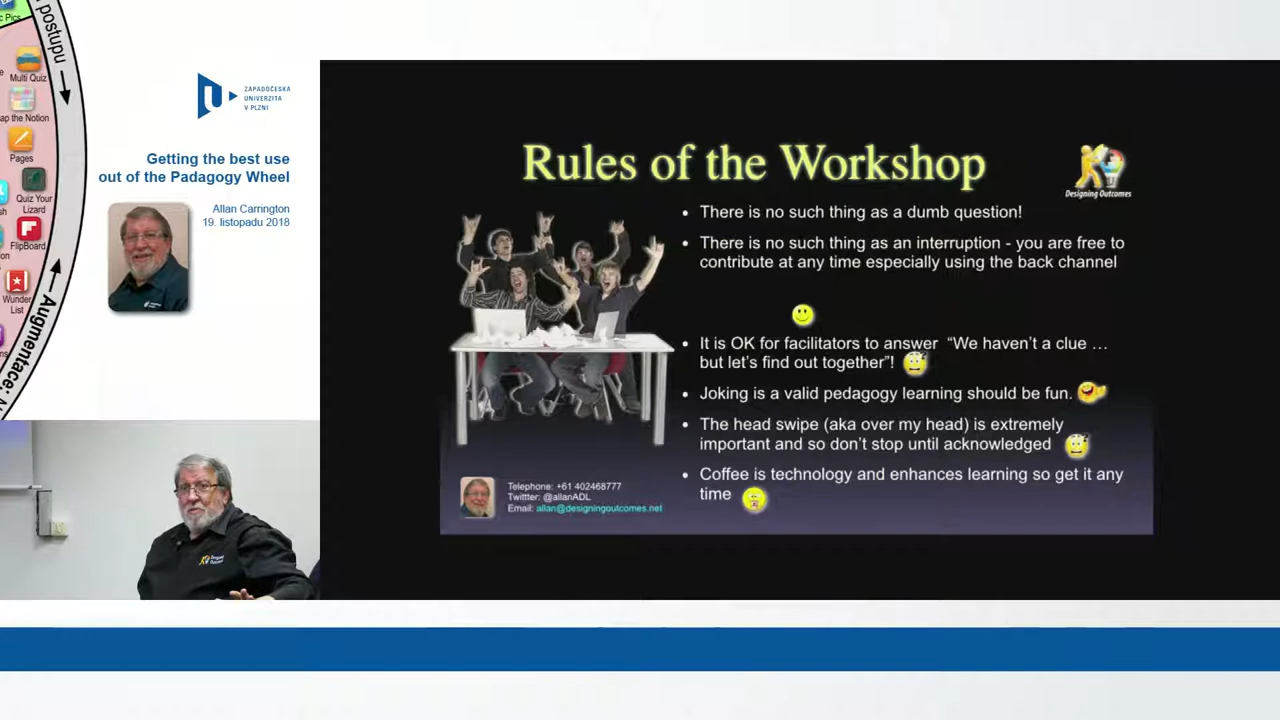 c Pics
postupu
Multi Quiz
ap the Notion
Pages
Quiz Your
Lizard
FlipBoard
Wunder
List
Augmentace:
ZÁPADOČESKÁ
UNIVERZITA
V PLZNI
Getting the best use
out of the Padagogy Wheel
Allan Carrington
19. listopadu 2018
Rules of the Workshop
Designing Outcomes
• There is no such thing as a dumb question!
• There is no such thing as an interruption - you are free to
contribute at any time especially using the back channel
• It is OK for facilitators to answer "We haven't a clue …
but let's find out together"!
• Joking is a valid pedagogy learning should be fun.
• The head swipe (aka over my head) is extremely
important and so don't stop until acknowledged
• Coffee is technology and enhances learning so get it any
time
Telephone: +61 402468777
Twittter: @allanADL
Email: allan@designingoutcomes.net
Designing
Outcomes